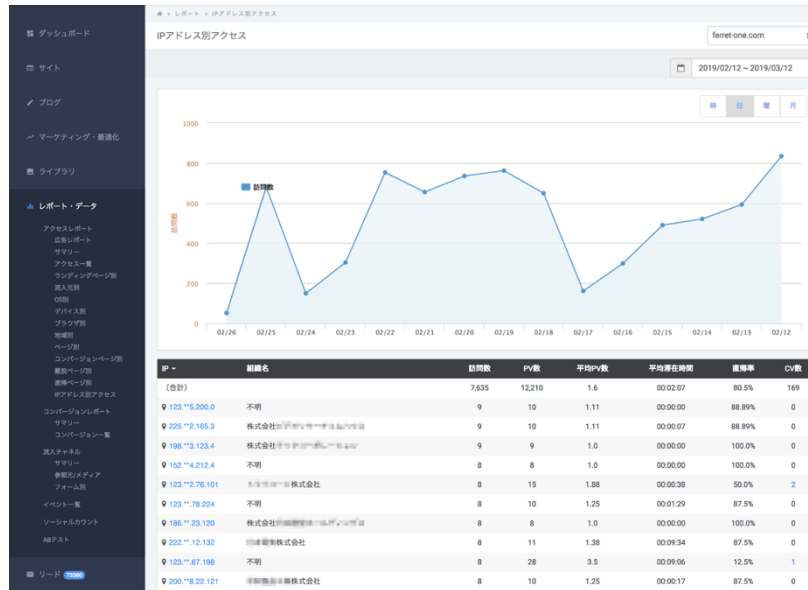 レポート > IPアドレス別アクセス
IPアドレス別アクセス
ferret-one.com
2019/02/12 ~ 2019/03/12
ダッシュボード
サイト
ブログ
マーケティング・最適化
ライブラリ
レポート・データ
アクセスレポート
広告レポート
サマリー
アクセス一覧
ランディングページ別
流入元別
OS別
デバイス別
ブラウザ別
地域別
ページ別
コンバージョンページ別
離脱ページ別
直帰ページ別
IPアドレス別アクセス
コンバージョンレポート
サマリー
コンバージョン一覧
流入チャネル
サマリー
参照元/メディア
フォーム別
イベント一覧
ソーシャルカウント
ABテスト
リード
時 日 曜 月
1000
800
600
400
200
0
訪問数
訪問数
02/26 02/25 02/24 02/23 02/22 02/21 02/20 02/19 02/18 02/17 02/16 02/15 02/14 02/13 02/12
IP 組織名 訪問数 PV数 平均PV数 平均滞在時間 直帰率 CV数
(合計) 7,635 12,210 1.6 00:02:07 80.5% 169
123.**5.200.0 不明 9 10 1.11 00:00:00 88.89% 0
225.**2.165.3 株式会社 9 10 1.11 00:00:07 88.89% 0
198.**3.123.4 株式会社 9 9 1.0 00:00:00 100.0% 0
152.**4.212.4 不明 8 8 1.0 00:00:00 100.0% 0
123.**2.76.101 株式会社 8 15 1.88 00:00:38 50.0% 2
123.**.78.224 不明 8 10 1.25 00:01:29 87.5% 0
186.**.23.120 株式会社 8 8 1.0 00:00:00 100.0% 0
222.**.12.132 株式会社 8 11 1.38 00:09:34 87.5% 0
123.**.67.198 不明 8 28 3.5 00:09:06 12.5% 1
200.**8.22.121 株式会社 8 10 1.25 00:00:17 87.5% 0